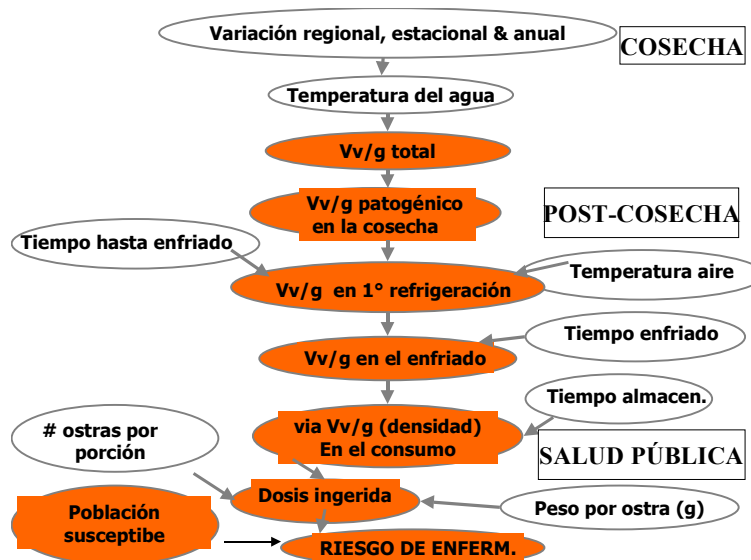 Variación regional, estacional & anual
COSECHA
Temperatura del agua
Vv/g total
Vv/g patogénico
en la cosecha
POST-COSECHA
Tiempo hasta enfriado
Temperatura aire
Vv/g en 1° refrigeración
Tiempo enfriado
Vv/g en el enfriado
Tiempo almacen.
via Vv/g (densidad)
En el consumo
# ostras por
porción
SALUD PÚBLICA
Dosis ingerida
Peso por ostra (g)
Población
susceptibe
RIESGO DE ENFERM.